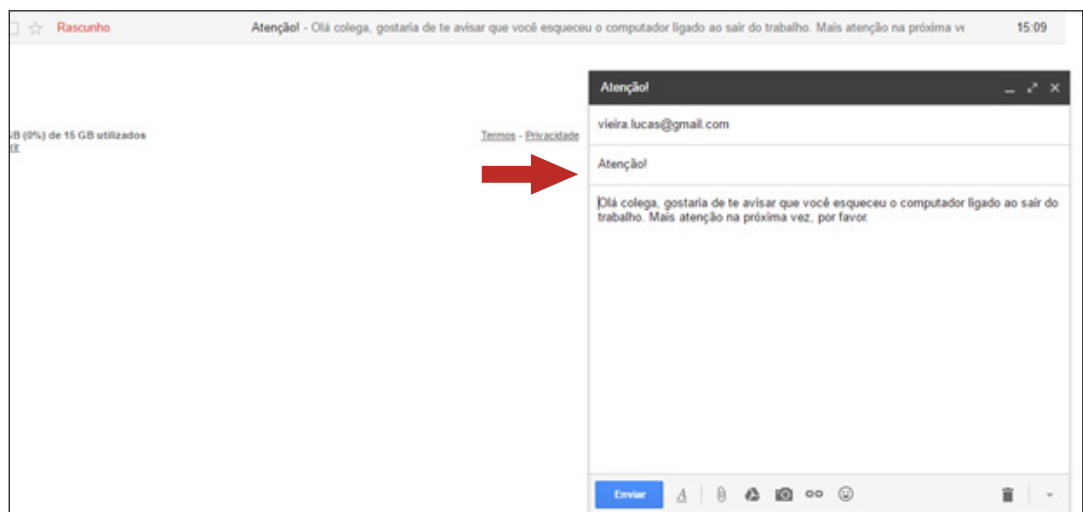 Rascunho Atenção! - Olá colega, gostaria de te avisar que você esqueceu o computador ligado ao sair do trabalho. Mais atenção na próxima 15:09
Atenção!
vieira.lucas@gmail.com
GB (0%) de 15 GB utilizados Termos - Privacidade
Atenção!
Olá colega, gostaria de te avisar que você esqueceu o computador ligado ao sair do
trabalho. Mais atenção na próxima vez, por favor.
Enviar